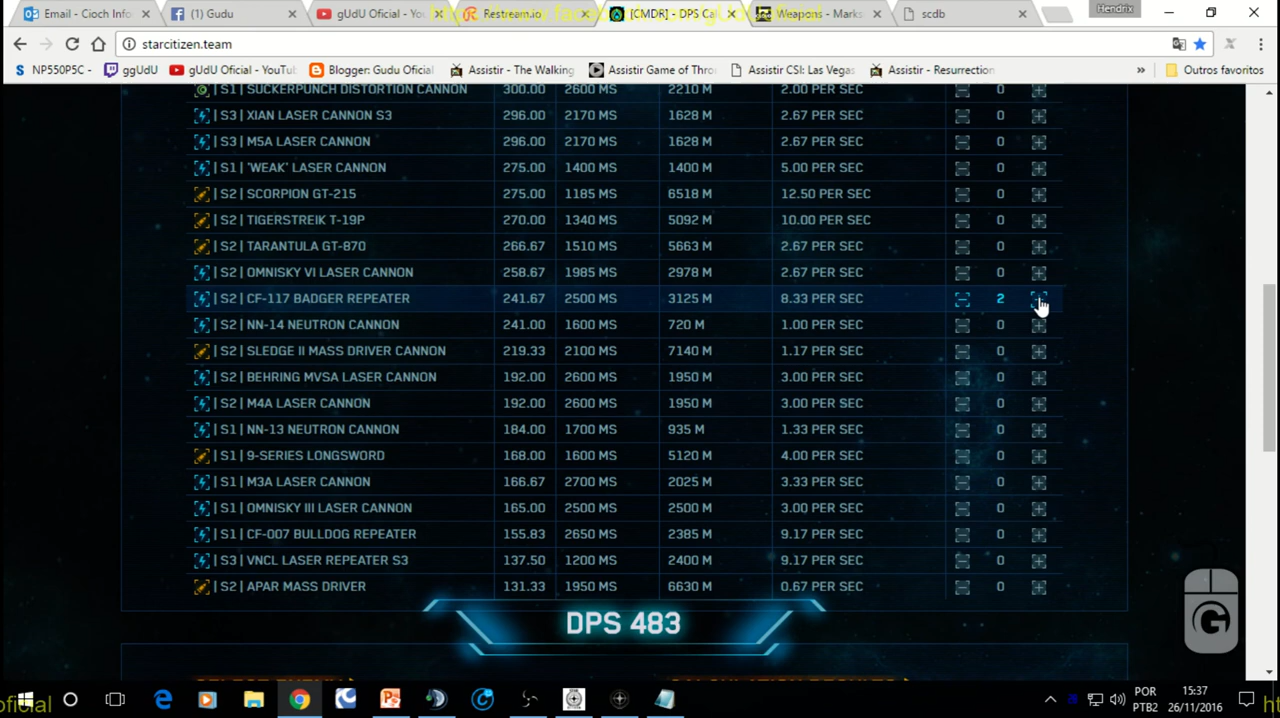 Email - Cioch Info
(1) Gudu
gUdU Oficial - Yo
Restream.io
[CMDR] - DPS Ca
Weapons - Marks
scdb
Hendrix
starcitizen.team
NP550P5C -
ggUdU
gUdU Oficial - YouTub
Blogger: Gudu Oficial
Assistir - The Walking
Assistir Game of Thro
Assistir CSI: Las Vegas
Assistir - Resurrection
»
Outros favoritos
| S1 | SUCKERPUNCH DISTORTION CANNON 300.00 2600 MS 2210 M 2.00 PER SEC 0
| S3 | XIAN LASER CANNON S3 296.00 2170 MS 1628 M 2.67 PER SEC 0
| S3 | M5A LASER CANNON 296.00 2170 MS 1628 M 2.67 PER SEC 0
| S1 | 'WEAK' LASER CANNON 275.00 1400 MS 1400 M 5.00 PER SEC 0
| S2 | SCORPION GT-215 275.00 1185 MS 6518 M 12.50 PER SEC 0
| S2 | TIGERSTREIK T-19P 270.00 1340 MS 5092 M 10.00 PER SEC 0
| S2 | TARANTULA GT-870 266.67 1510 MS 5663 M 2.67 PER SEC 0
| S2 | OMNISKY VI LASER CANNON 258.67 1985 MS 2978 M 2.67 PER SEC 0
| S2 | CF-117 BADGER REPEATER 241.67 2500 MS 3125 M 8.33 PER SEC 2
| S2 | NN-14 NEUTRON CANNON 241.00 1600 MS 720 M 1.00 PER SEC 0
| S2 | SLEDGE II MASS DRIVER CANNON 219.33 2100 MS 7140 M 1.17 PER SEC 0
| S2 | BEHRING MVSA LASER CANNON 192.00 2600 MS 1950 M 3.00 PER SEC 0
| S2 | M4A LASER CANNON 192.00 2600 MS 1950 M 3.00 PER SEC 0
| S1 | NN-13 NEUTRON CANNON 184.00 1700 MS 935 M 1.33 PER SEC 0
| S1 | 9-SERIES LONGSWORD 168.00 1600 MS 5120 M 4.00 PER SEC 0
| S1 | M3A LASER CANNON 166.67 2700 MS 2025 M 3.33 PER SEC 0
| S1 | OMNISKY III LASER CANNON 165.00 2500 MS 2500 M 3.00 PER SEC 0
| S1 | CF-007 BULLDOG REPEATER 155.83 2650 MS 2385 M 9.17 PER SEC 0
| S3 | VNCL LASER REPEATER S3 137.50 1200 MS 2400 M 9.17 PER SEC 0
| S2 | APAR MASS DRIVER 131.33 1950 MS 6630 M 0.67 PER SEC 0
DPS 483
G
oficial
POR
PTB2
15:37
26/11/2016